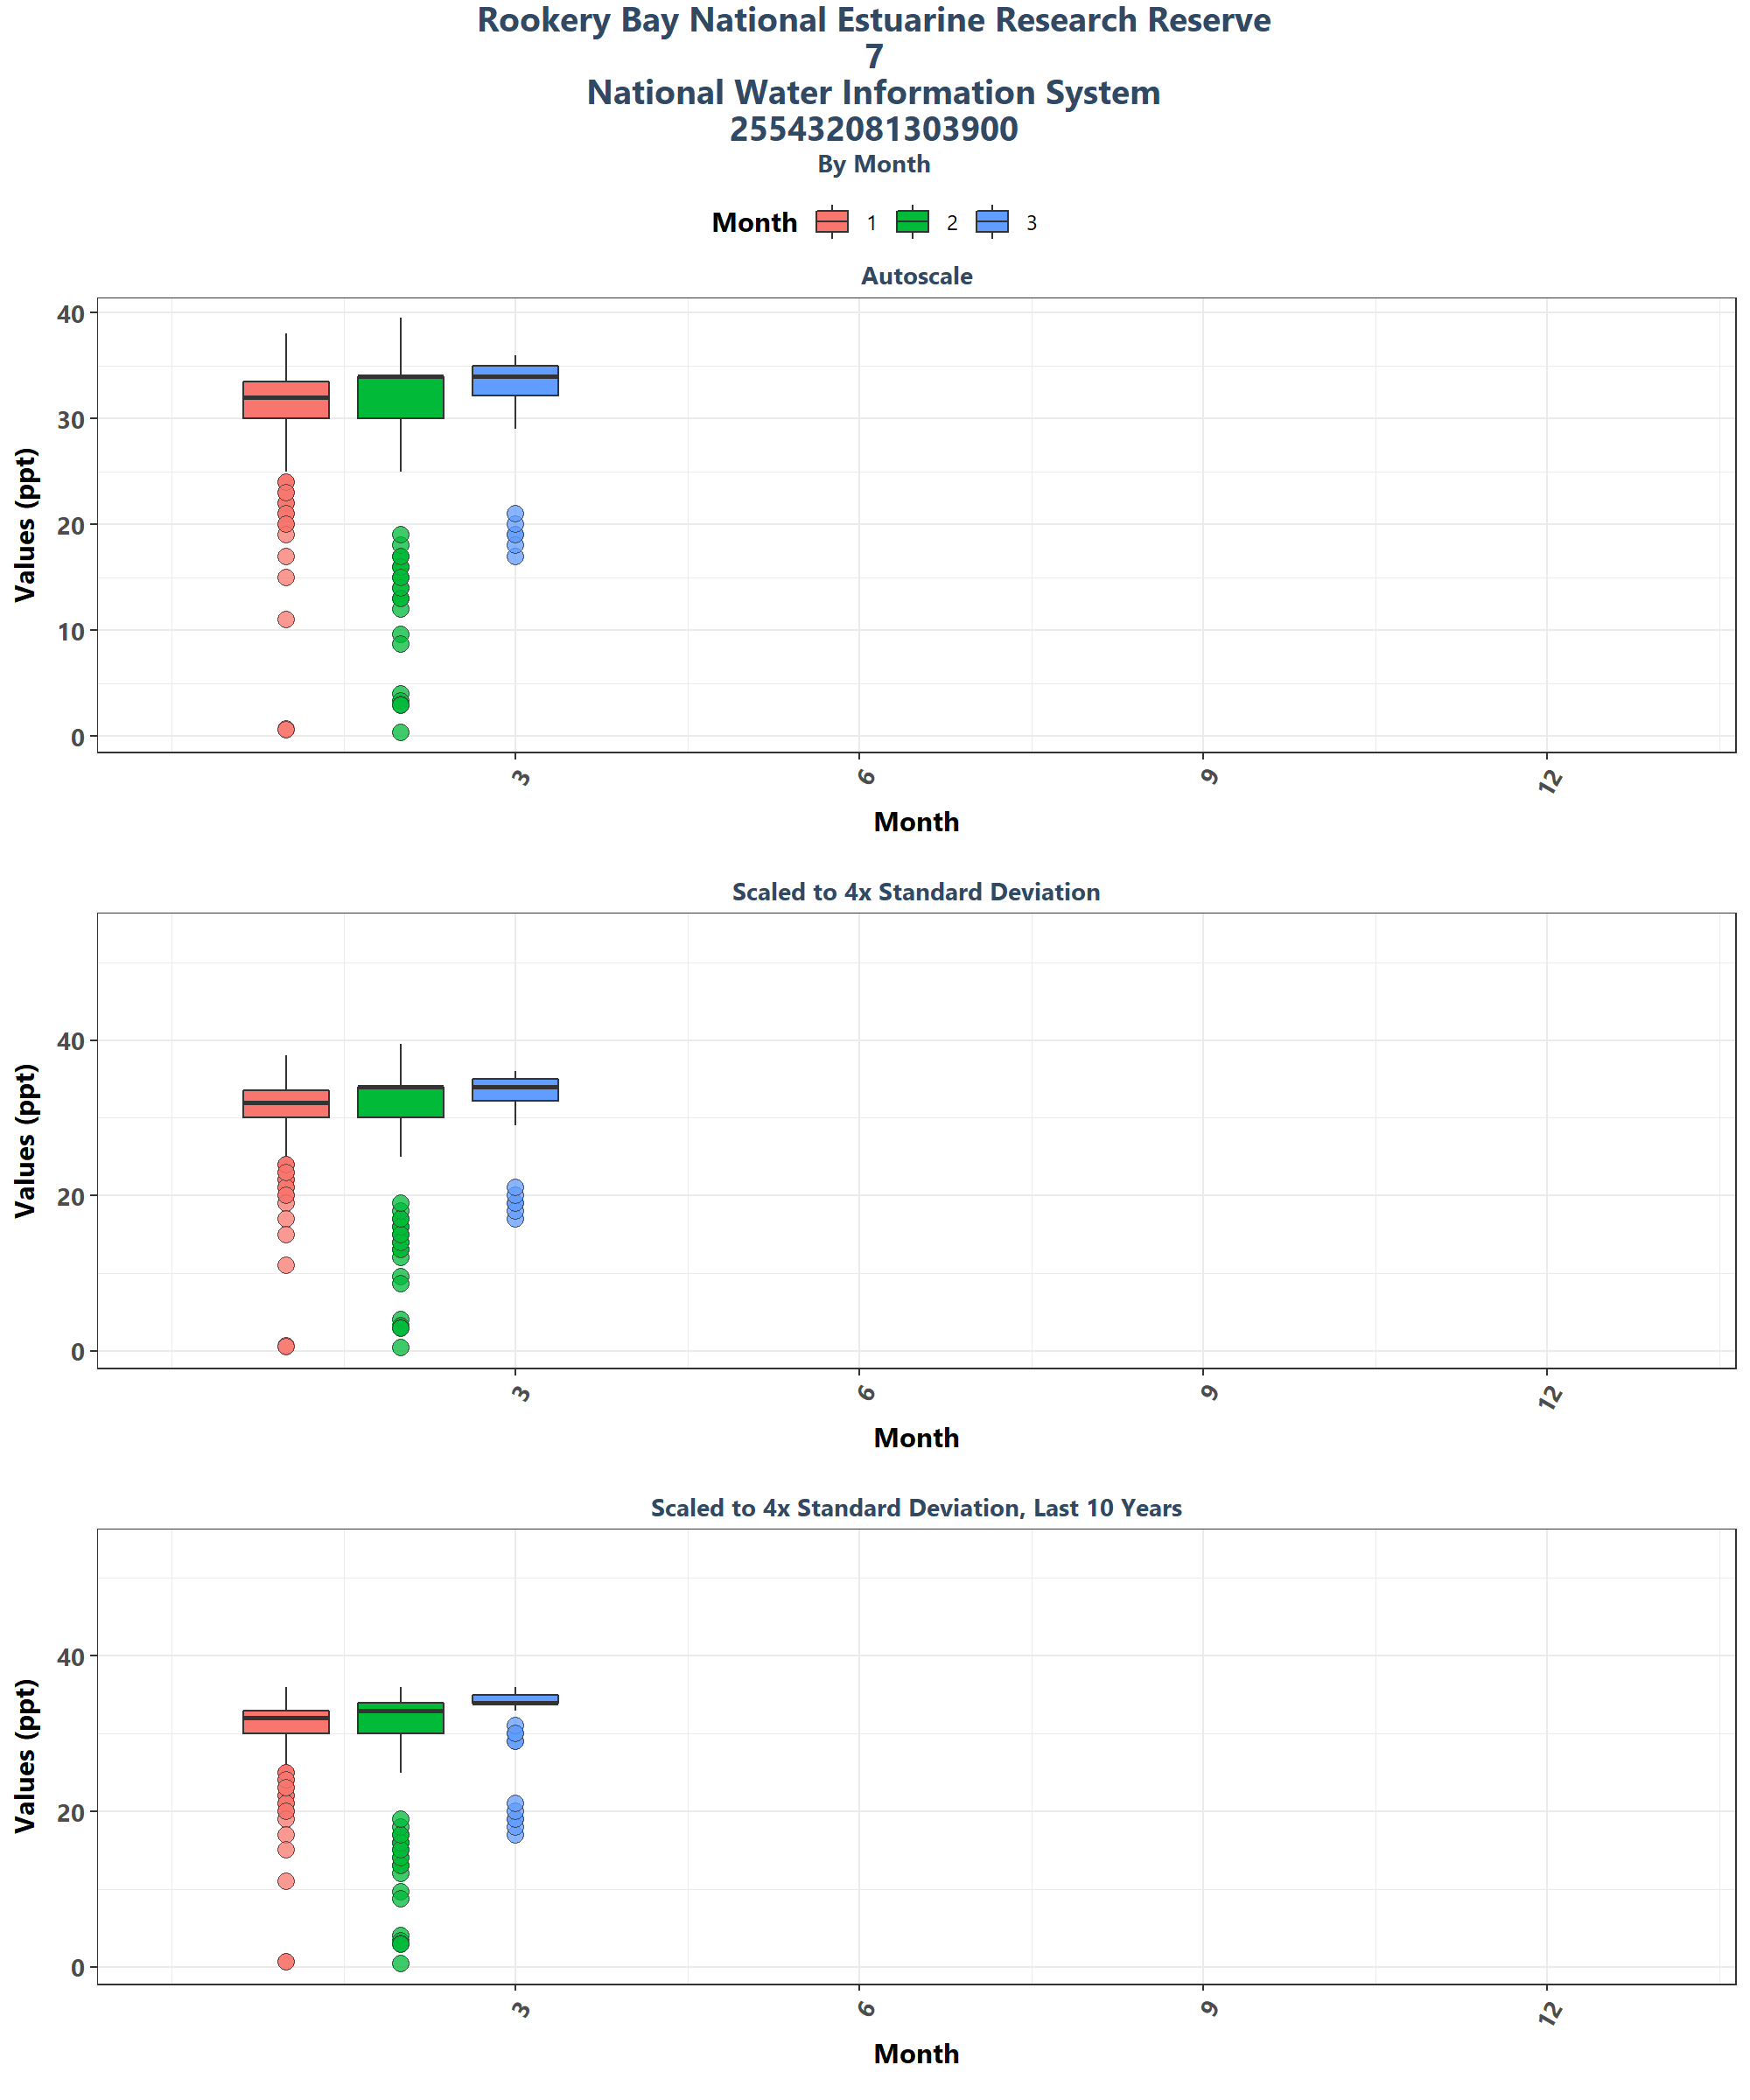 Rookery Bay National Estuarine Research Reserve
7
National Water Information System
255432081303900
By Month
Month 1 2 3
Autoscale
Values (ppt)
40
30
20
10
0
3 6 9 12
Month
Scaled to 4x Standard Deviation
Values (ppt)
40
20
0
3 6 9 12
Month
Scaled to 4x Standard Deviation, Last 10 Years
Values (ppt)
40
20
0
3 6 9 12
Month